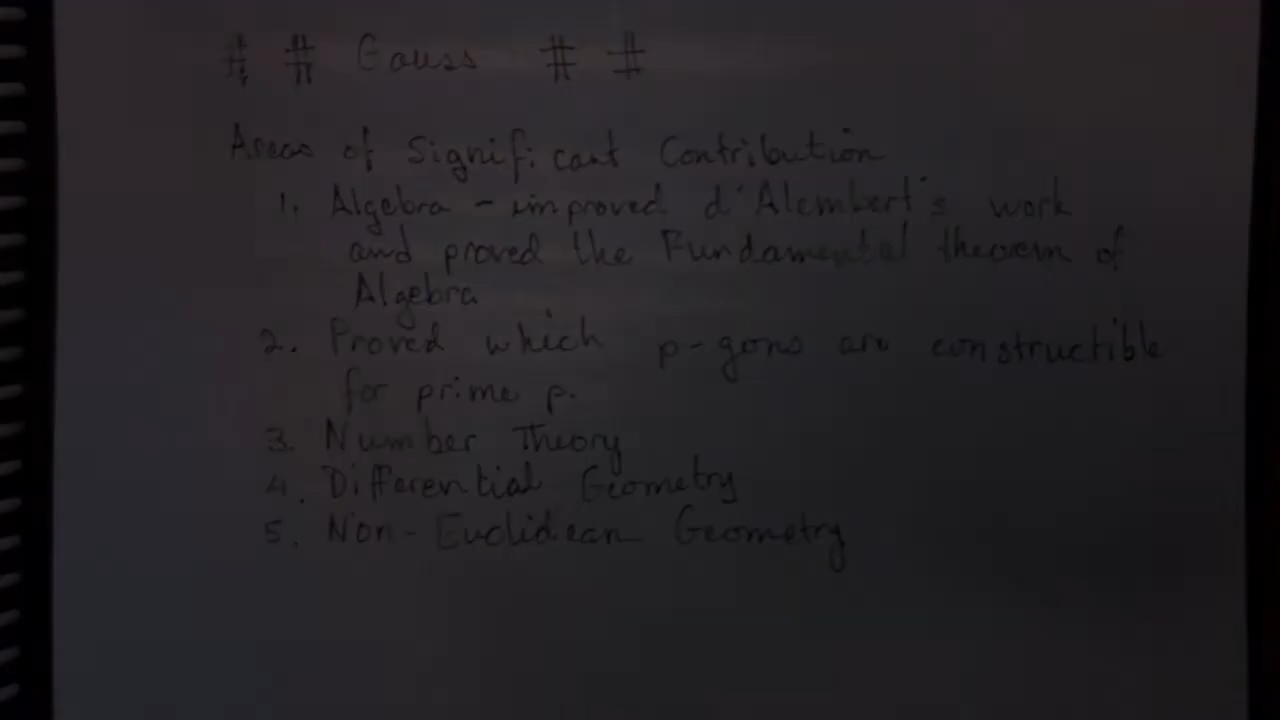 # # Gauss # #
Areas of Significant Contribution
1. Algebra - improved d'Alembert's work
and proved the Fundamental theorem of
Algebra
2. Proved which p-gons are constructible
for prime p.
3. Number Theory
4. Differential Geometry
5. Non-Euclidean Geometry